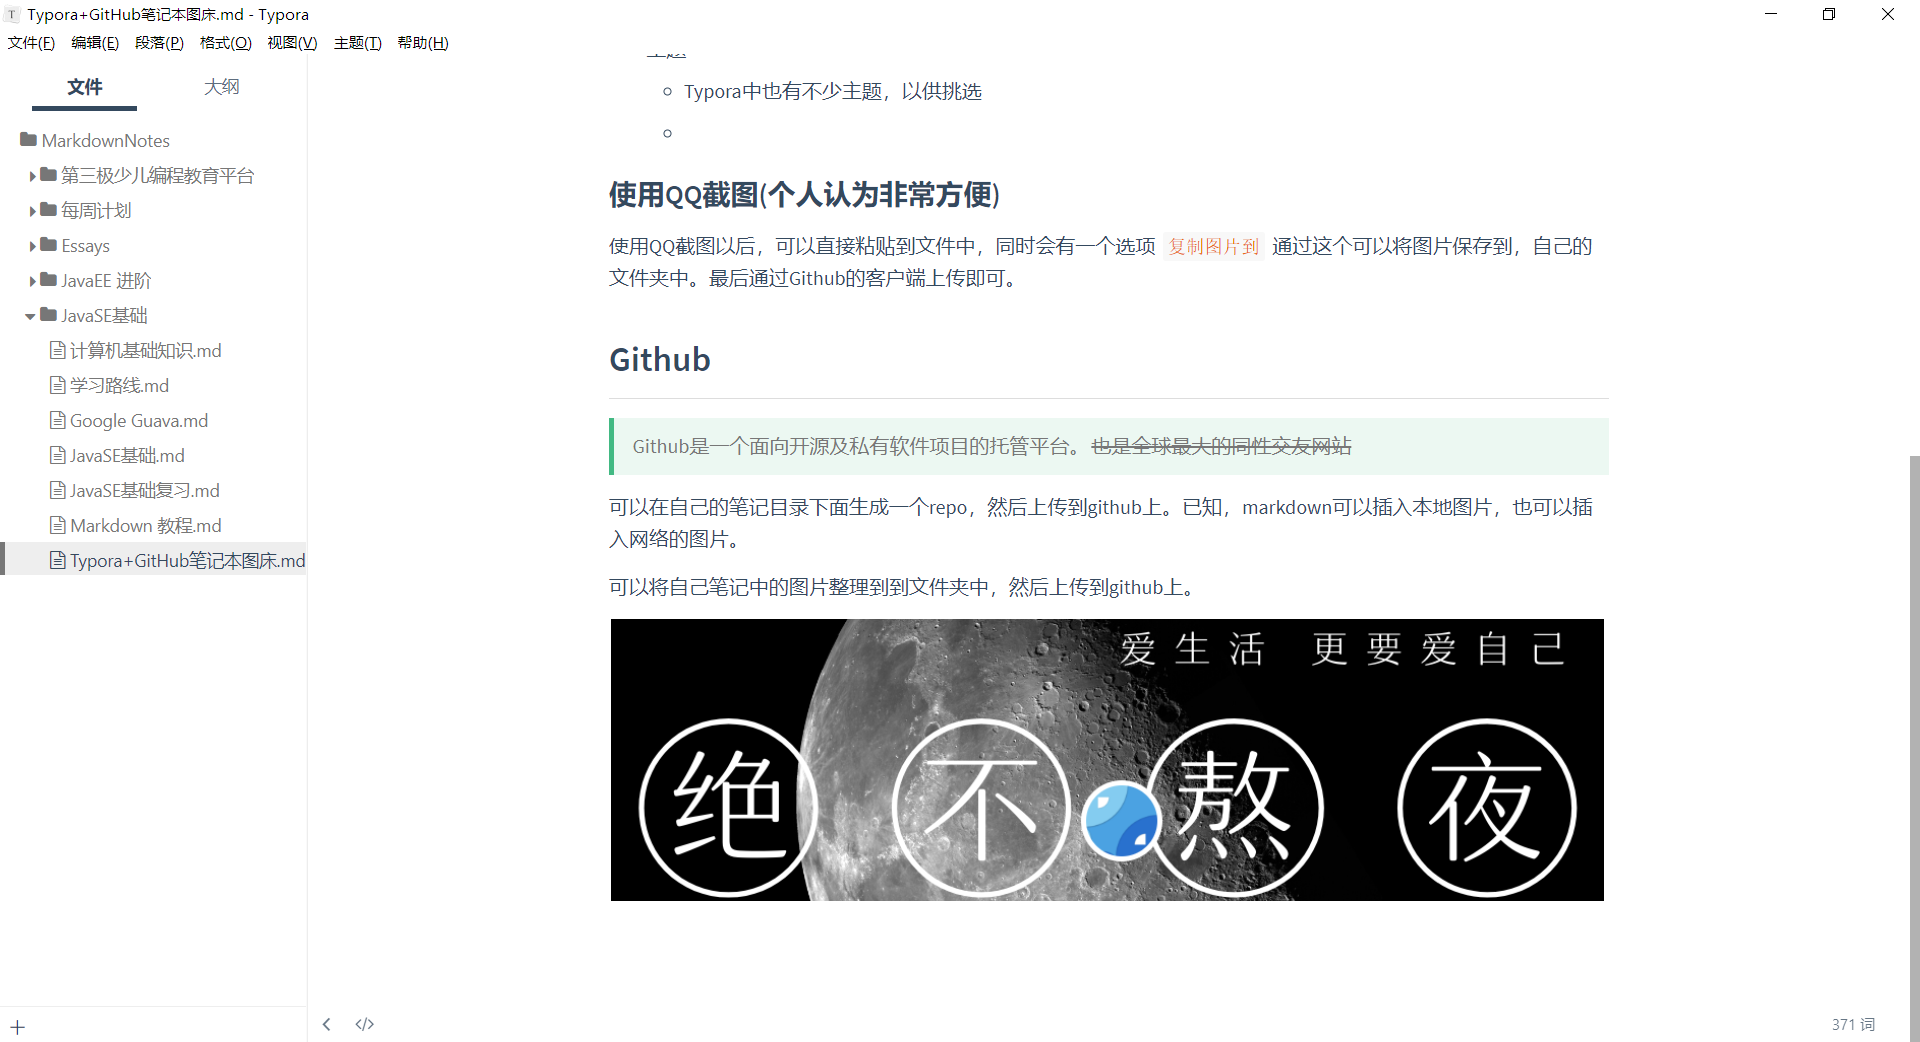 Typora+GitHub笔记本图床.md - Typora
文件(F) 编辑(E) 段落(P) 格式(O) 视图(V) 主题(T) 帮助(H)
文件 大纲
MarkdownNotes
第三极少儿编程教育平台
每周计划
Essays
JavaEE 进阶
JavaSE基础
计算机基础知识.md
学习路线.md
Google Guava.md
JavaSE基础.md
JavaSE基础复习.md
Markdown 教程.md
Typora+GitHub笔记本图床.md
Typora中也有不少主题，以供挑选
使用QQ截图(个人认为非常方便)
使用QQ截图以后，可以直接粘贴到文件中，同时会有一个选项 复制图片到 通过这个可以将图片保存到，自己的
文件夹中。最后通过Github的客户端上传即可。
Github
Github是一个面向开源及私有软件项目的托管平台。也是全球最大的同性交友网站
可以在自己的笔记目录下面生成一个repo，然后上传到github上。已知，markdown可以插入本地图片，也可以插
入网络的图片。
可以将自己笔记中的图片整理到到文件夹中，然后上传到github上。
爱生活 更要爱自己
绝不熬夜
371 词